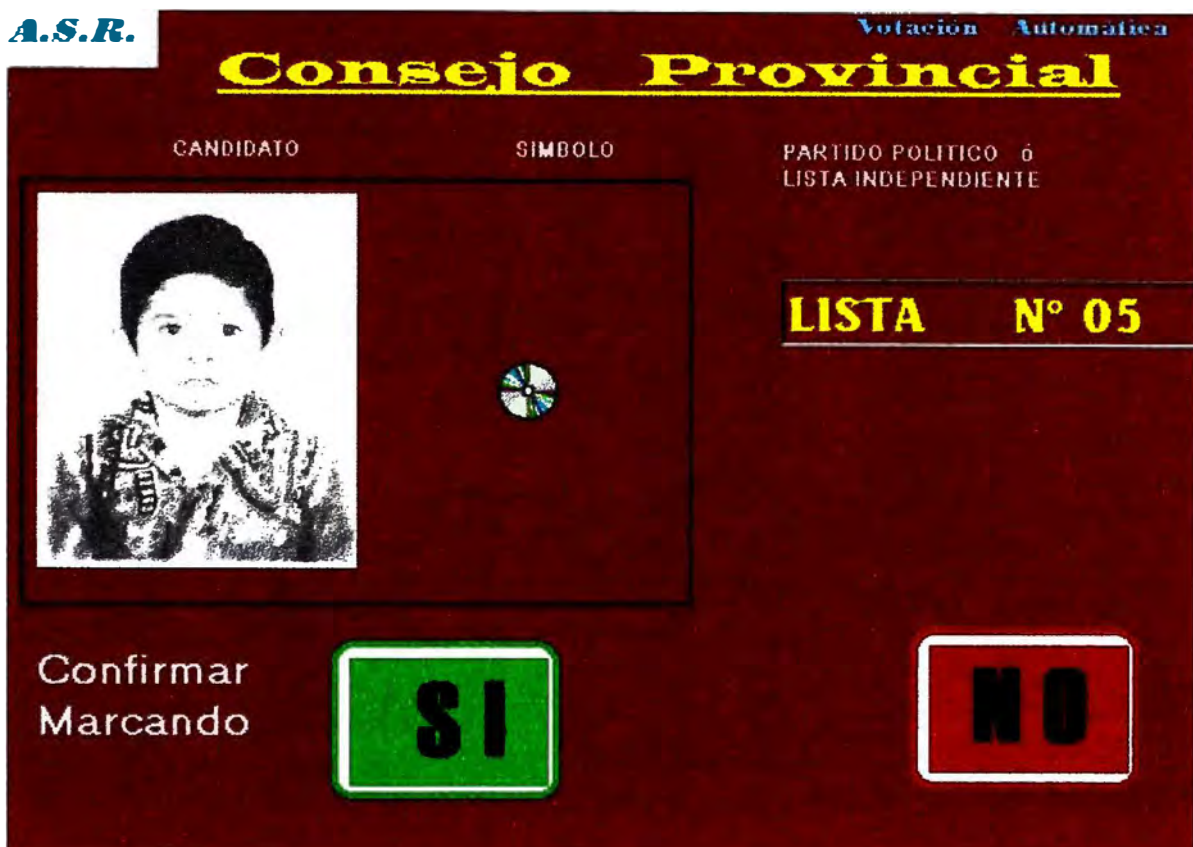 A.S.R.
Votación Automática
Consejo Provincial
CANDIDATO
SIMBOLO
PARTIDO POLITICO ó
LISTA INDEPENDIENTE
LISTA N° 05
Confirmar
Marcando
SI
NO